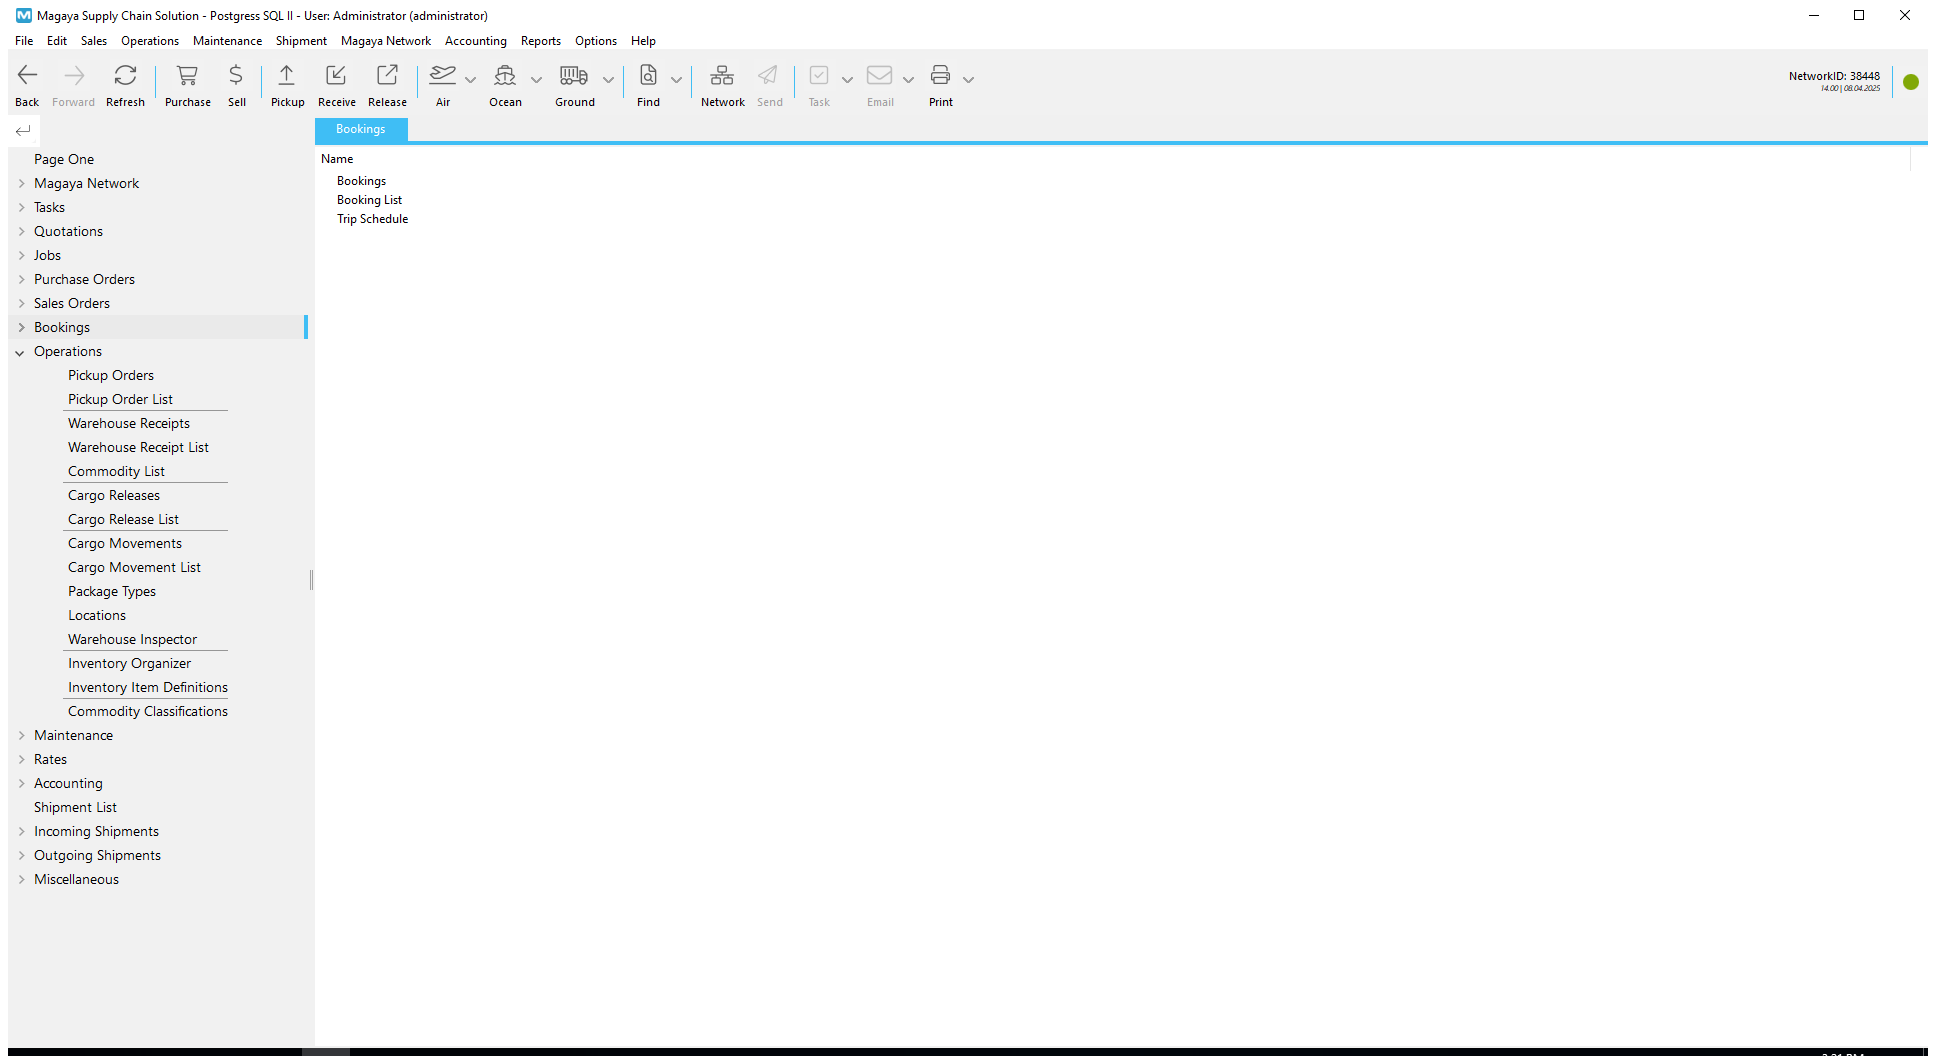 Magaya Supply Chain Solution - Postgress SQL II - User: Administrator (administrator)
File Edit Sales Operations Maintenance Shipment Magaya Network Accounting Reports Options Help
Back Forward Refresh Purchase Sell Pickup Receive Release Air Ocean Ground Find Network Send Task Email Print
NetworkID: 38448
14.00 | 08.04.2025
Bookings
Name
Bookings
Booking List
Trip Schedule
Page One
Magaya Network
Tasks
Quotations
Jobs
Purchase Orders
Sales Orders
Bookings
Operations
Pickup Orders
Pickup Order List
Warehouse Receipts
Warehouse Receipt List
Commodity List
Cargo Releases
Cargo Release List
Cargo Movements
Cargo Movement List
Package Types
Locations
Warehouse Inspector
Inventory Organizer
Inventory Item Definitions
Commodity Classifications
Maintenance
Rates
Accounting
Shipment List
Incoming Shipments
Outgoing Shipments
Miscellaneous